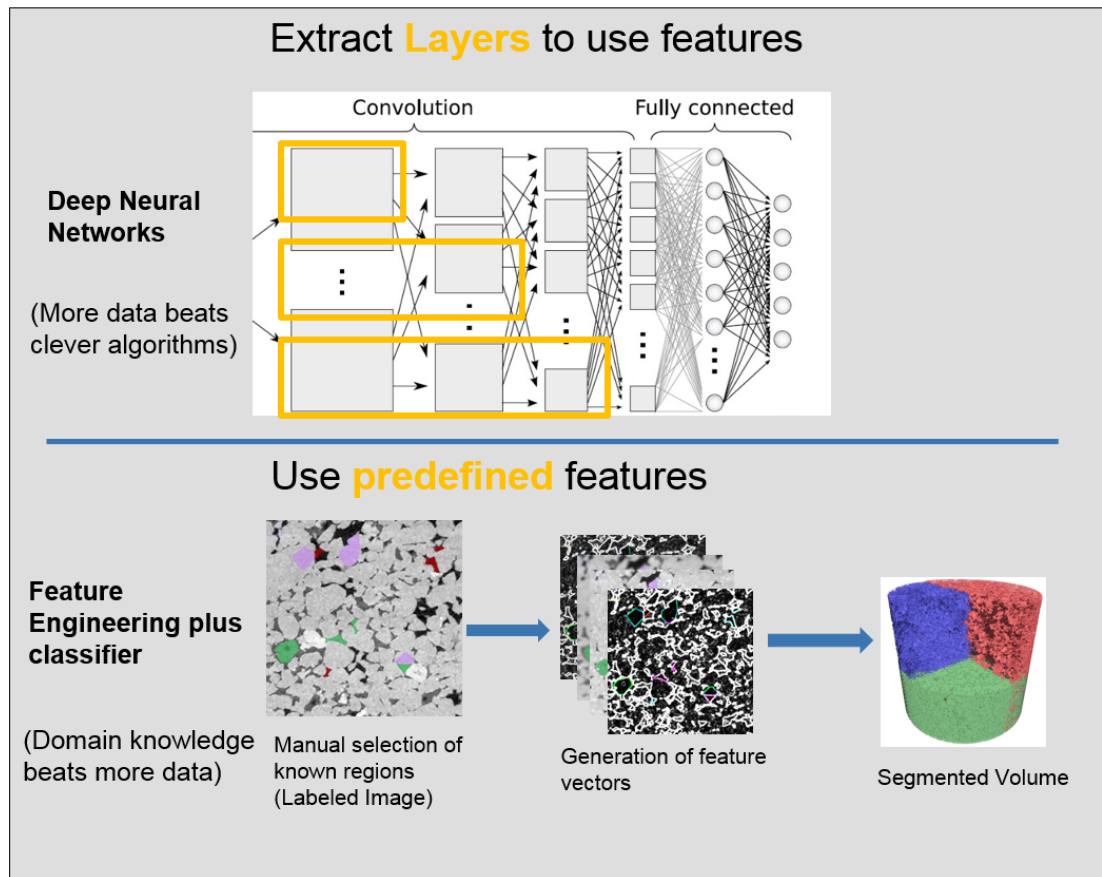 Extract Layers to use features
Convolution
Fully connected
Deep Neural
Networks
(More data beats
clever algorithms)
Use predefined features
Feature
Engineering plus
classifier
(Domain knowledge
beats more data)
Manual selection of
known regions
(Labeled Image)
Generation of feature
vectors
Segmented Volume